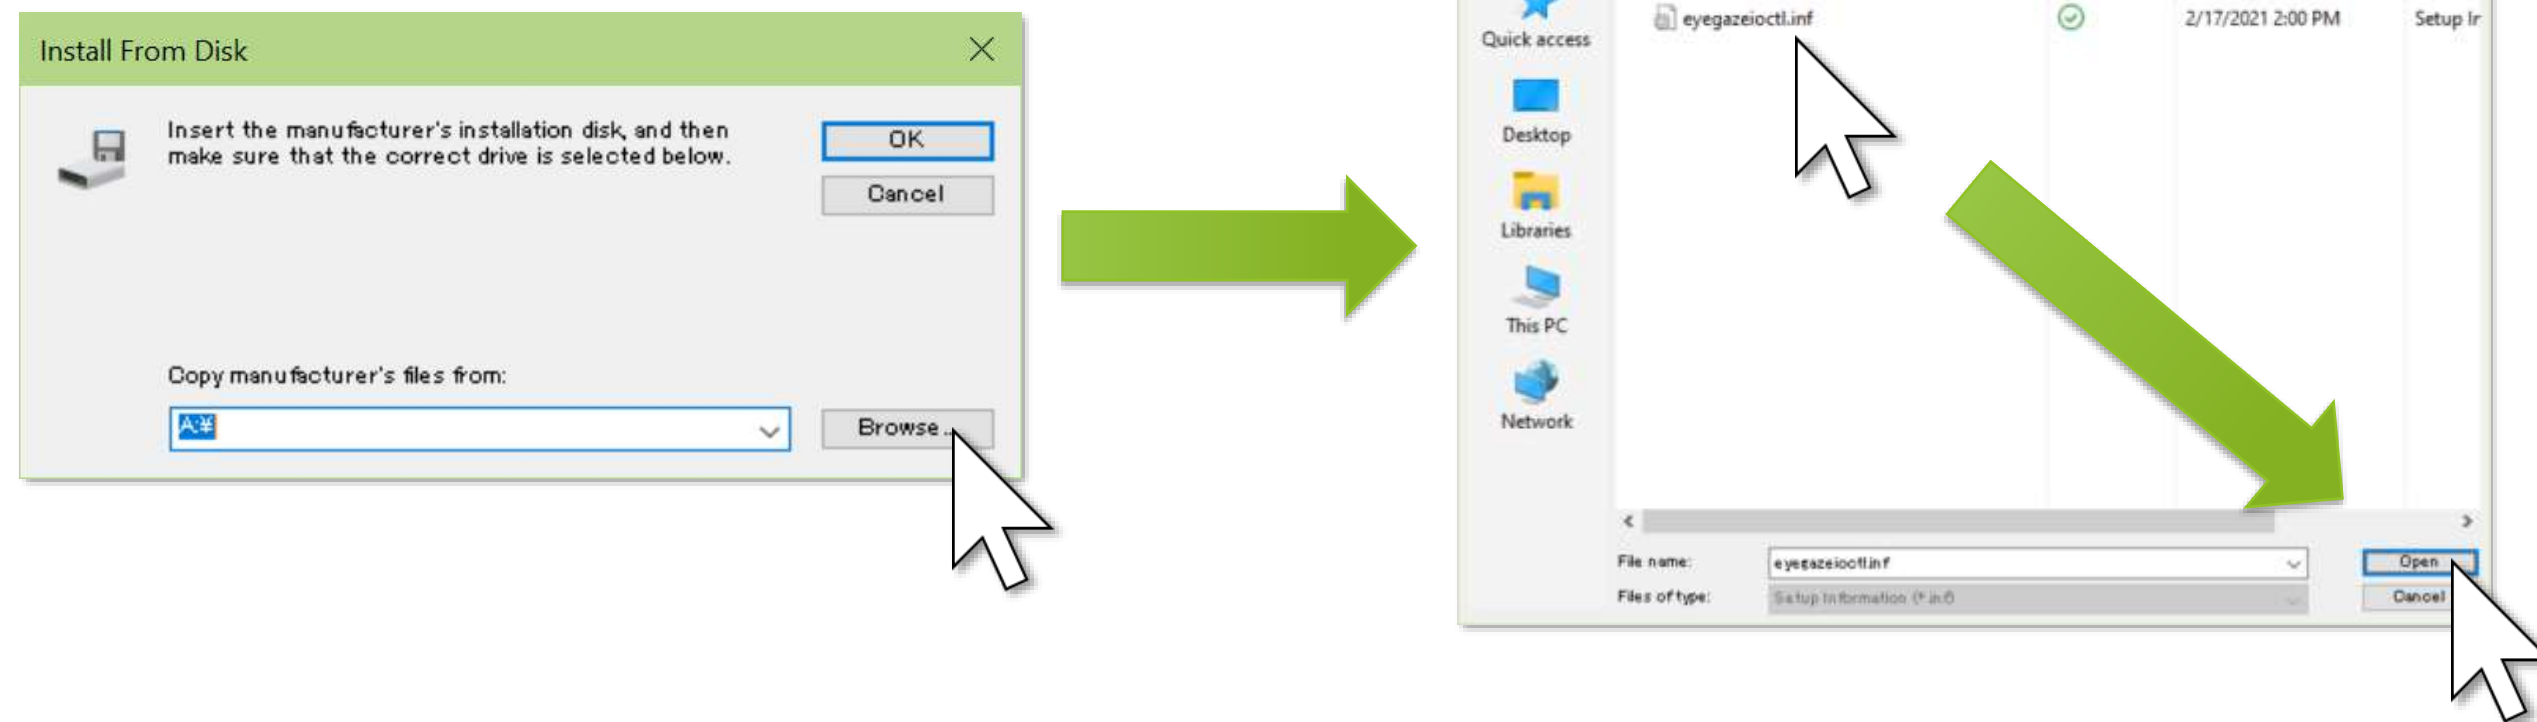 Install From Disk
Insert the manufacturer's installation disk, and then
make sure that the correct drive is selected below.
OK
Cancel
Copy manufacturer's files from:
A:¥
Browse...
Quick access
Desktop
Libraries
This PC
Network
eyegazeioctl.inf
2/17/2021 2:00 PM
Setup Ir
File name:
eyegazeioctl.inf
Open
Files of type:
Setup Information (*.inf)
Cancel